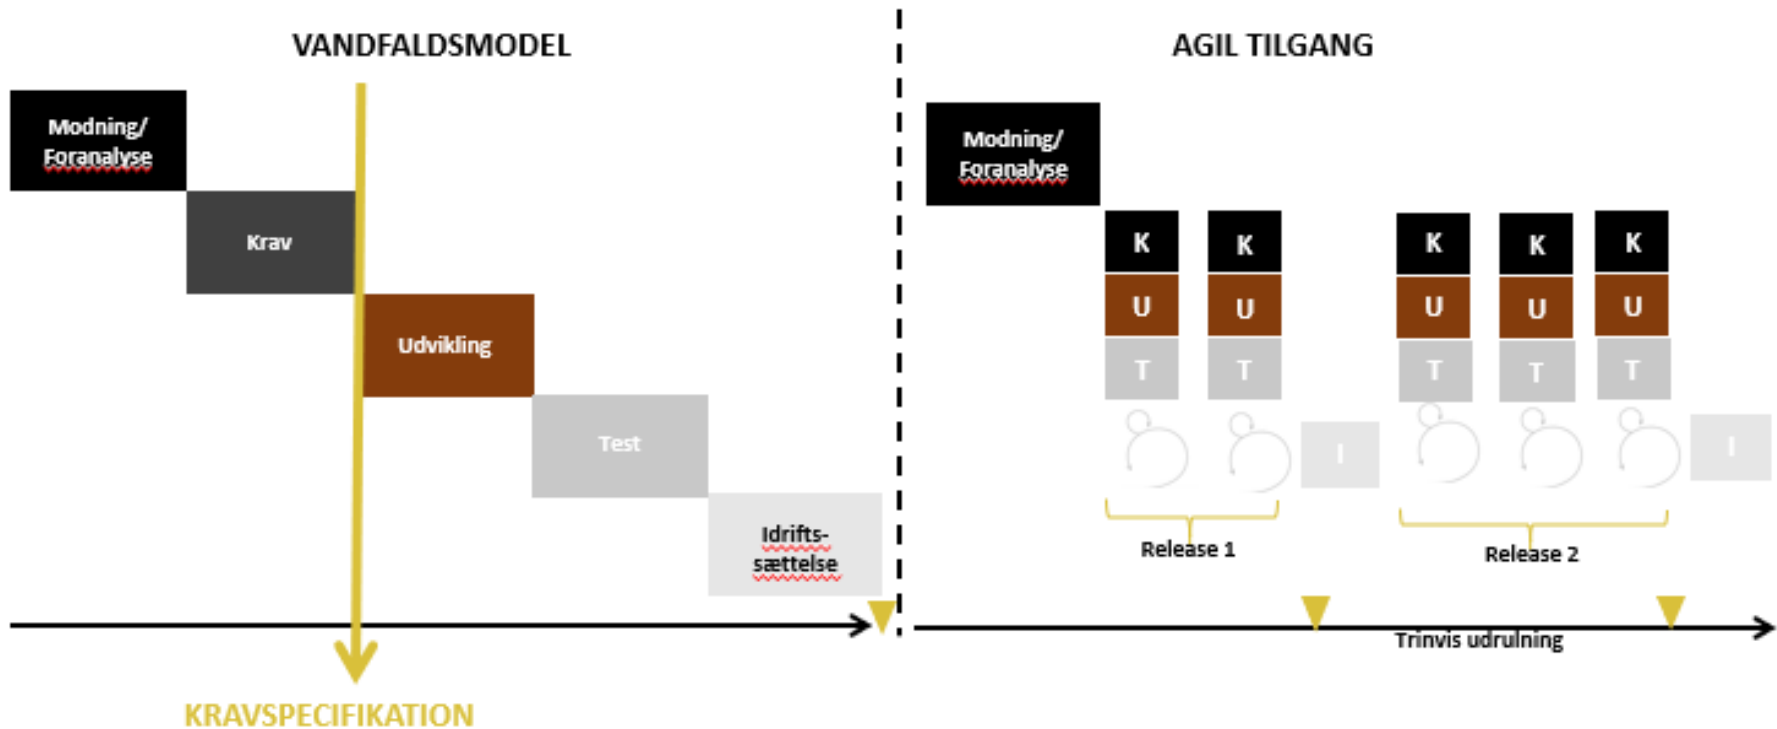 VANDFALDSMODEL
Modning/
Foranalyse
Krav
Udvikling
Test
Idrifts-
sættelse
KRAVSPECIFIKATION
AGIL TILGANG
Modning/
Foranalyse
K K K K K
U U U U U
T T T T T
I I
Release 1
Release 2
Trinvis udrulning